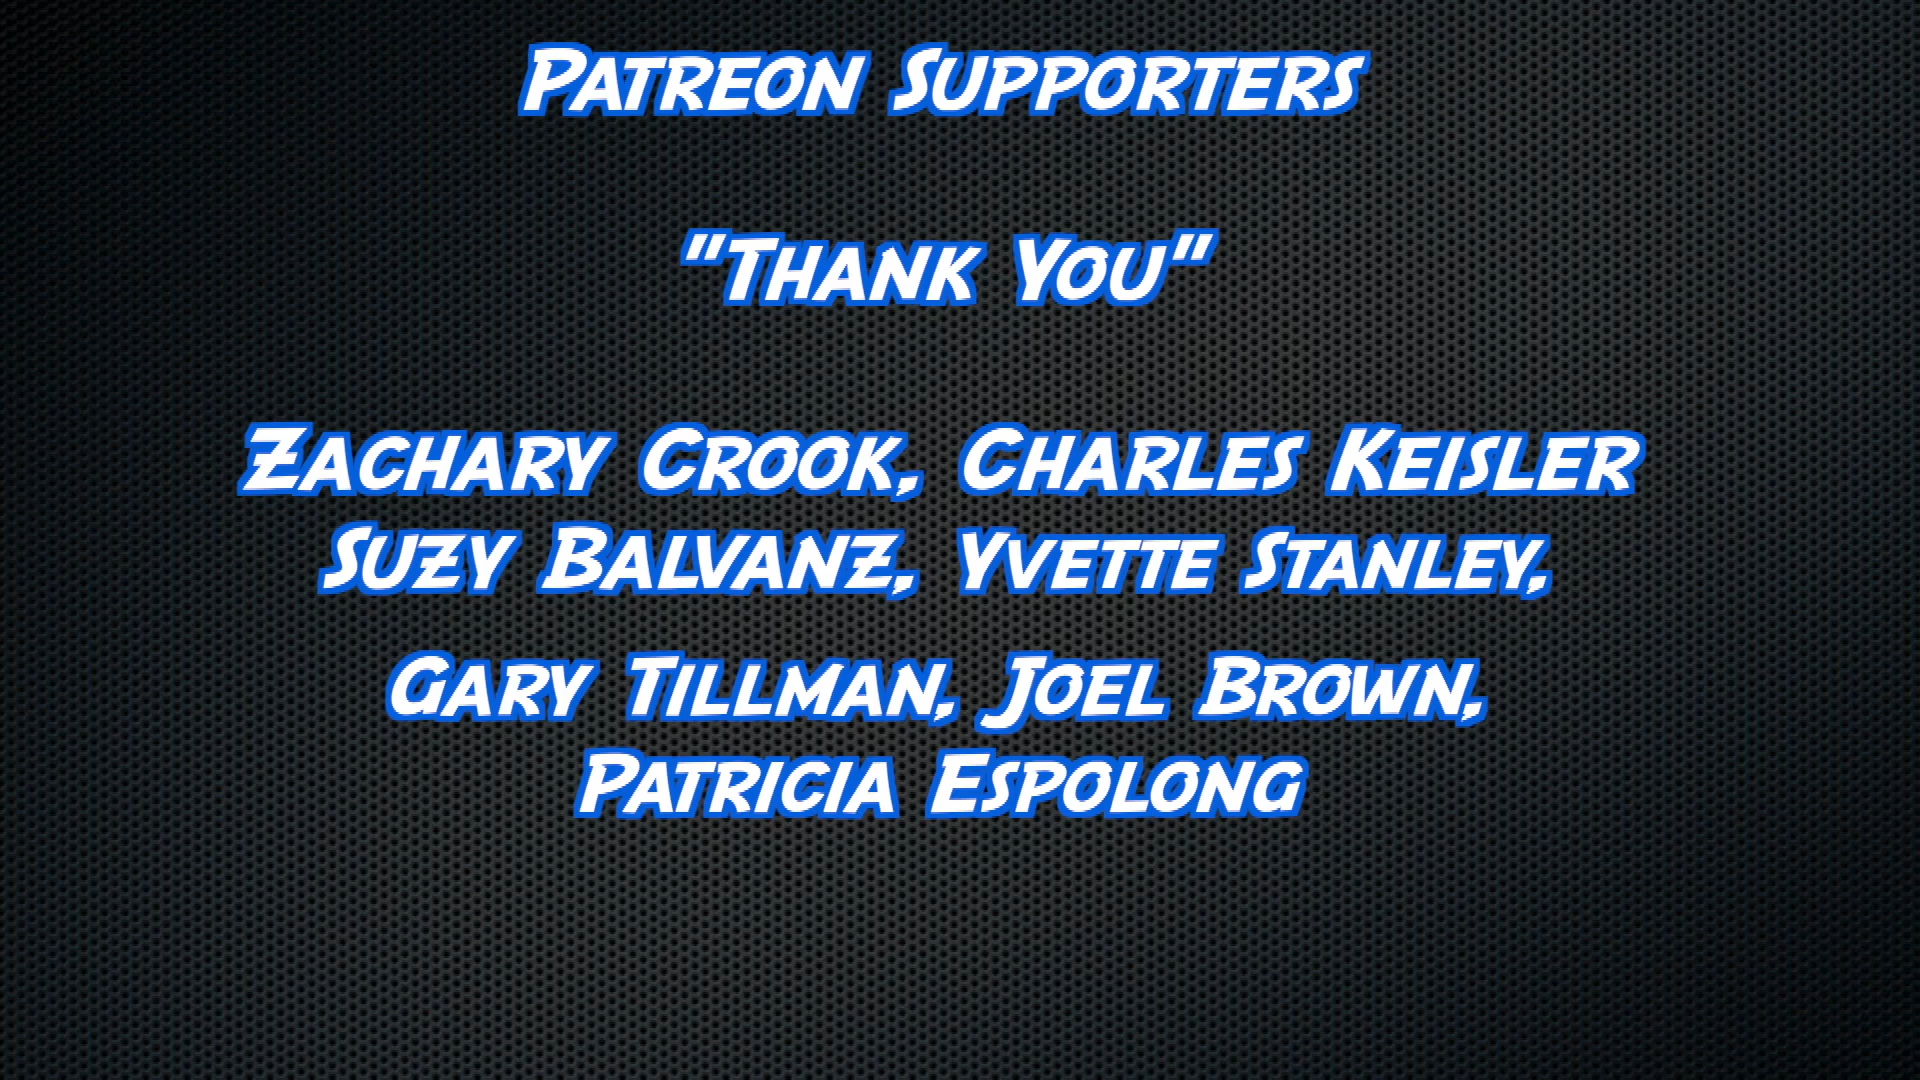 Patreon Supporters
"Thank You"
Zachary Crook, Charles Keisler
Suzy Balvanz, Yvette Stanley,
Gary Tillman, Joel Brown,
Patricia Espolong